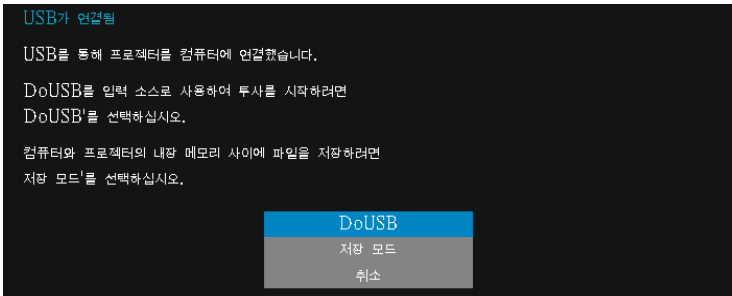 USB가 연결됨
USB를 통해 프로젝터를 컴퓨터에 연결했습니다.
DoUSB를 입력 소스로 사용하여 투사를 시작하려면
DoUSB'를 선택하십시오.
컴퓨터와 프로젝터의 내장 메모리 사이에 파일을 저장하려면
저장 모드'를 선택하십시오.
DoUSB
저장 모드
취소